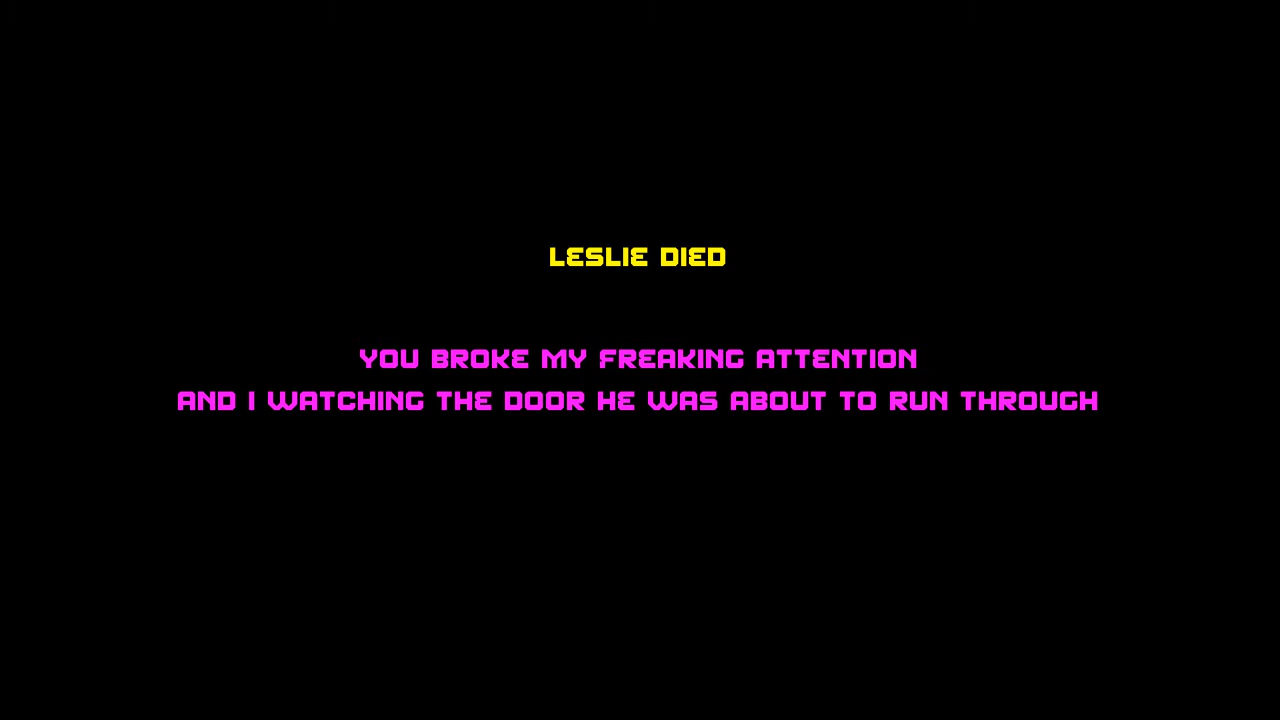 LESLIE DIED
YOU BROKE MY FREAKING ATTENTION
AND I WATCHING THE DOOR HE WAS ABOUT TO RUN THROUGH